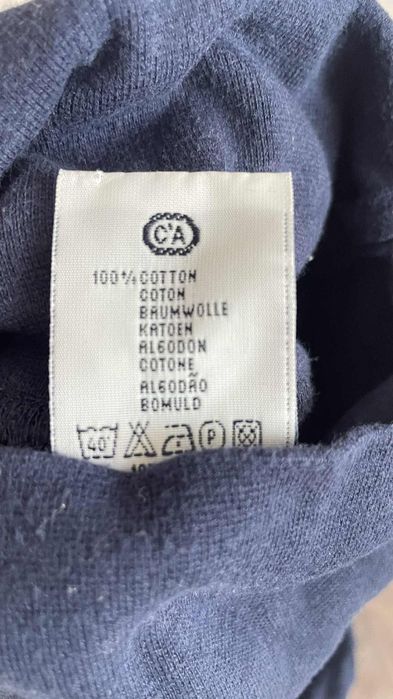 C'A
100% COTTON
COTON
BAUMWOLLE
KATOEN
ALGODON
COTONE
ALGODÃO
BOMULD
40° P